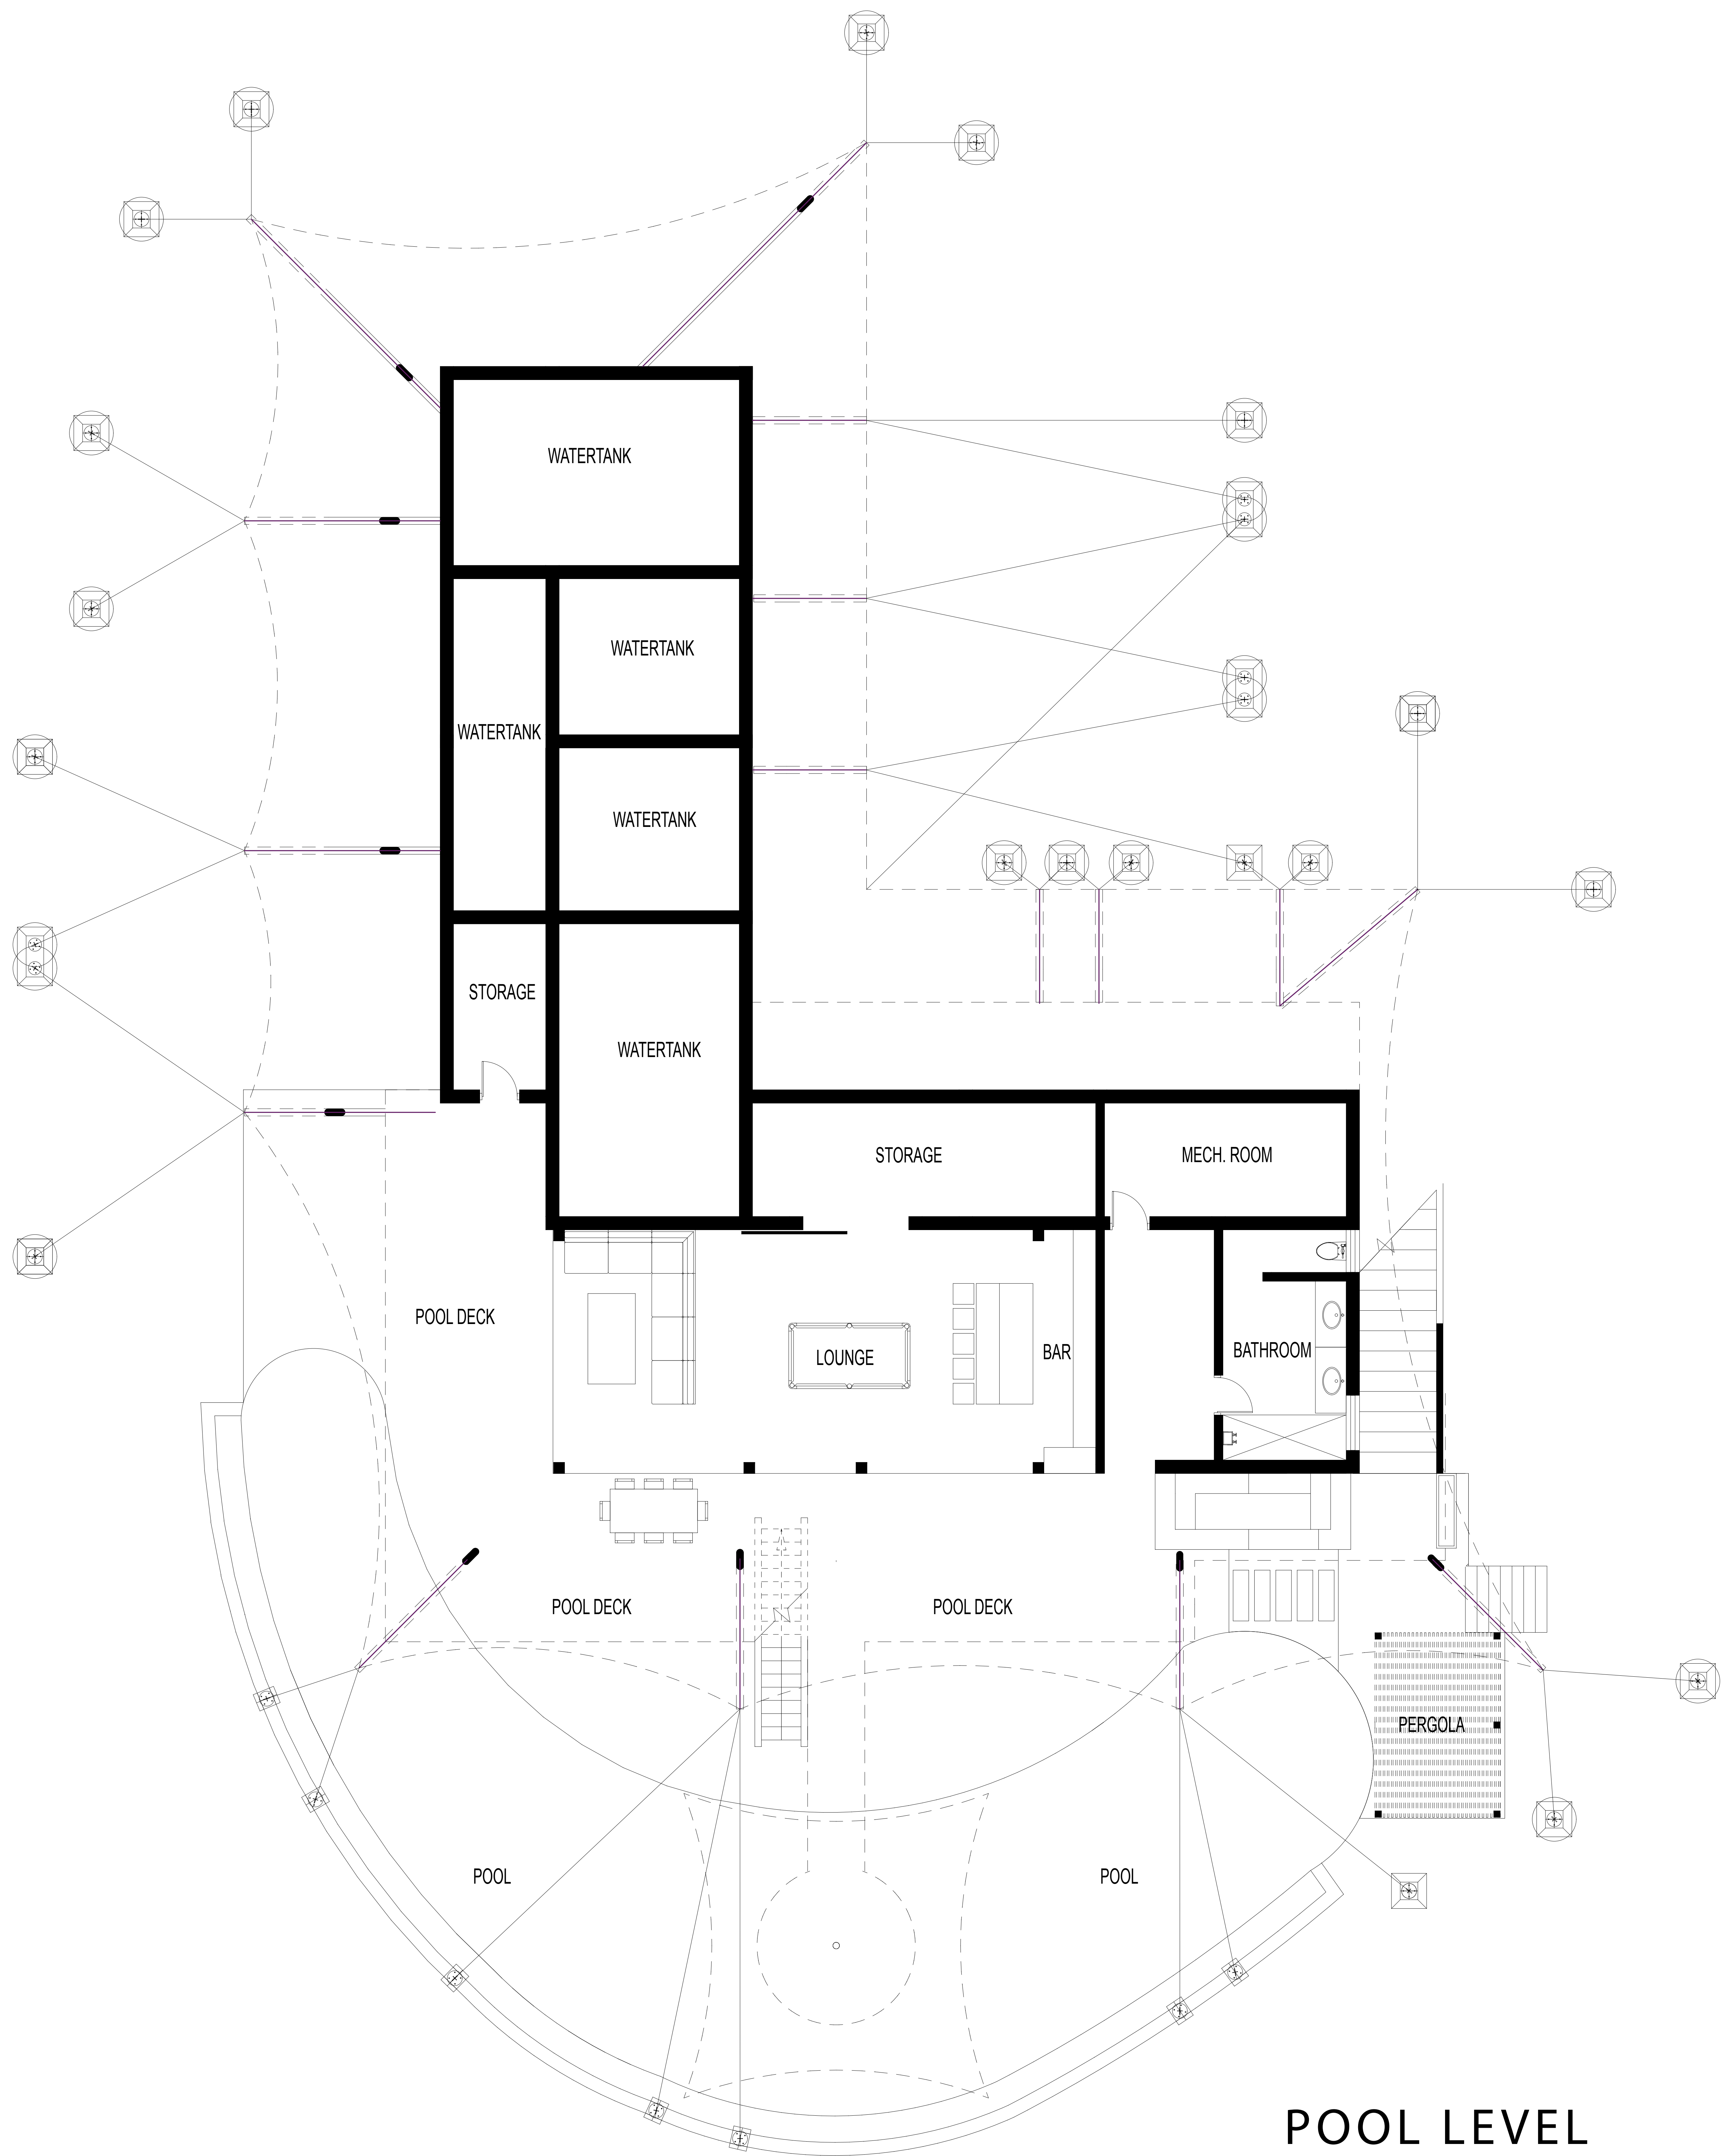 WATERTANK
WATERTANK
WATERTANK
WATERTANK
STORAGE
WATERTANK
STORAGE
MECH. ROOM
POOL DECK
LOUNGE
BAR
BATHROOM
POOL DECK
POOL DECK
PERGOLA
POOL
POOL
POOL LEVEL